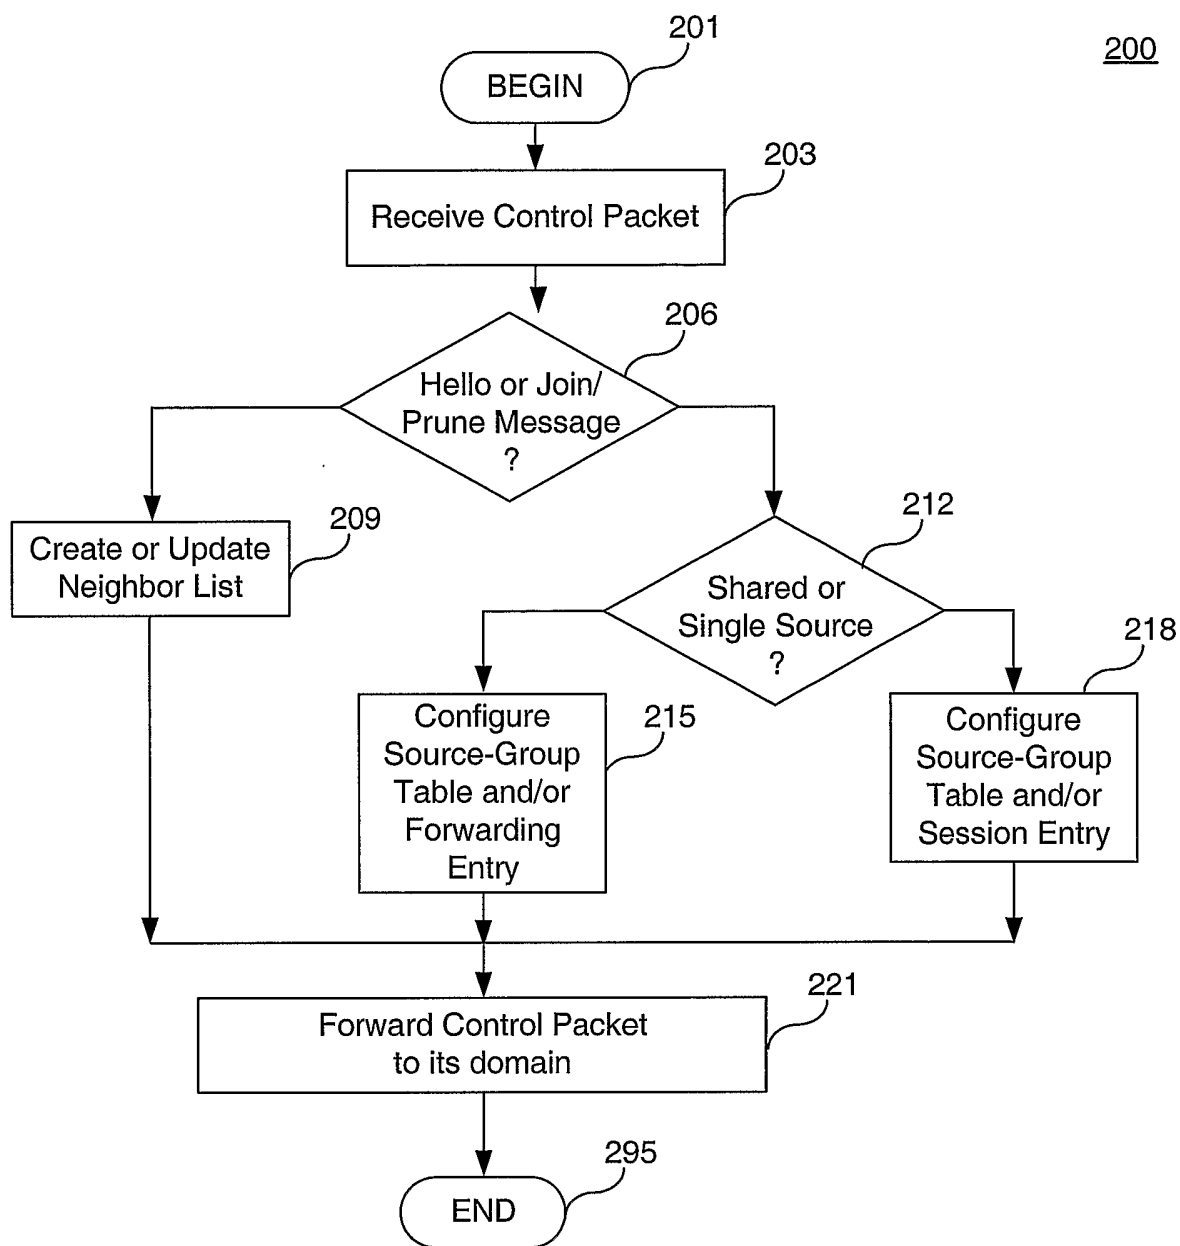 201
200
BEGIN
203
Receive Control Packet
206
Hello or Join/
Prune Message
?
209
Create or Update
Neighbor List
212
Shared or
Single Source
?
215
Configure
Source-Group
Table and/or
Forwarding
Entry
218
Configure
Source-Group
Table and/or
Session Entry
221
Forward Control Packet
to its domain
295
END